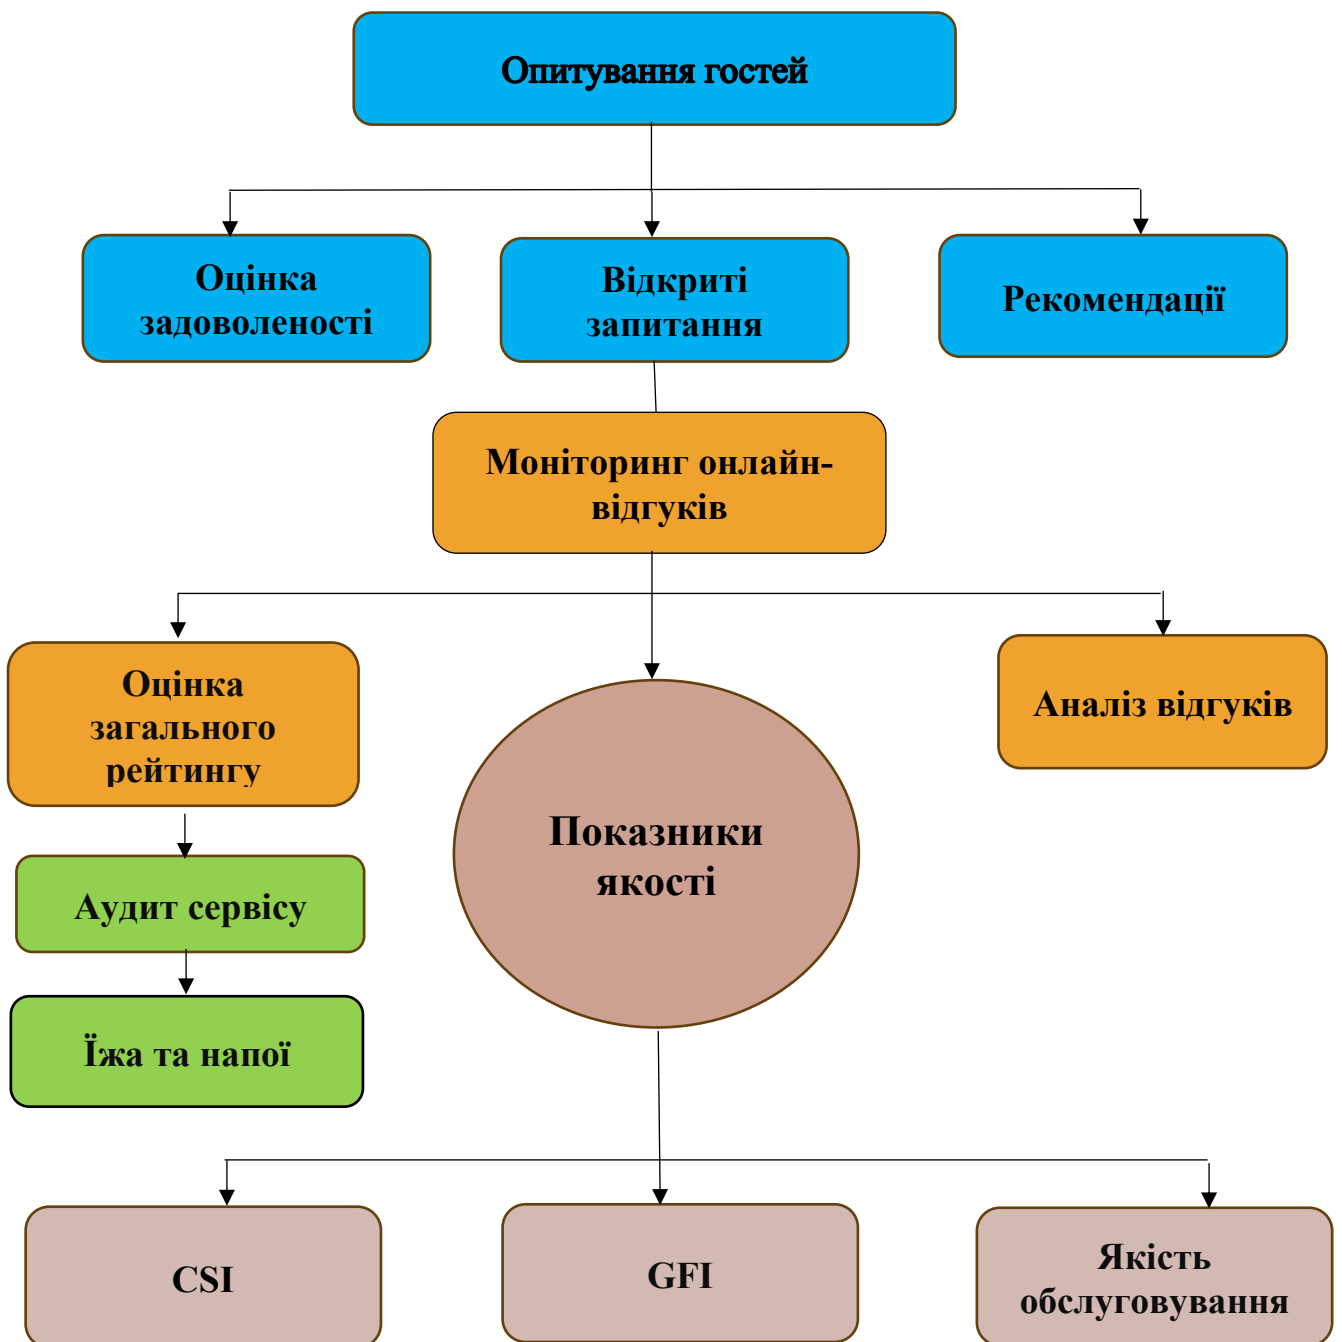 Опитування гостей
Оцінка
задоволеності
Відкриті
запитання
Рекомендації
Моніторинг онлайн-
відгуків
Оцінка
загального
рейтингу
Показники
якості
Аналіз відгуків
Аудит сервісу
Їжа та напої
CSI
GFI
Якість
обслуговування